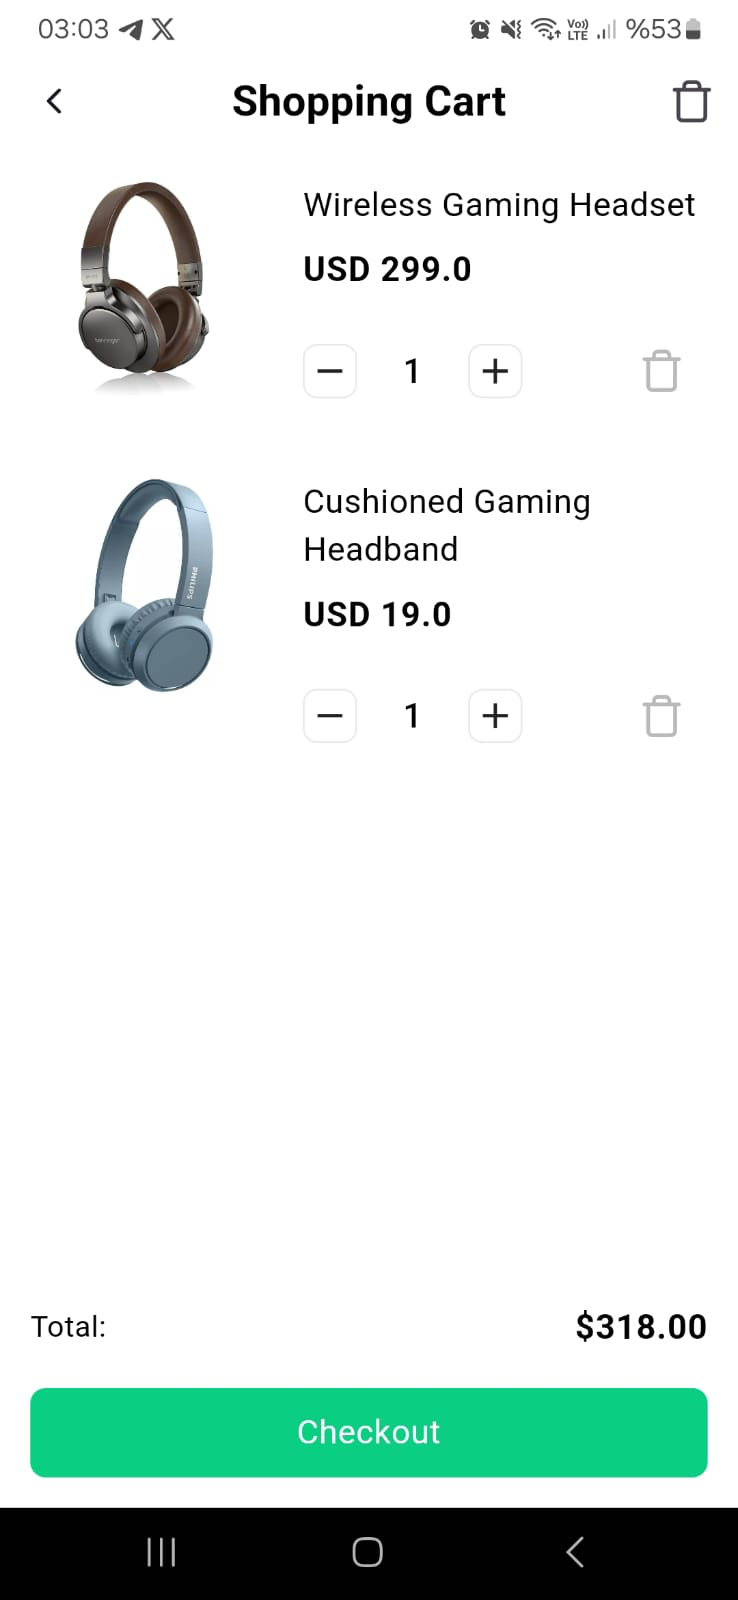 03:03 Vo)) LTE %53
Shopping Cart
Wireless Gaming Headset
USD 299.0
behringer
1
Cushioned Gaming
Headband
PHILIPS
USD 19.0
1
Total: $318.00
Checkout